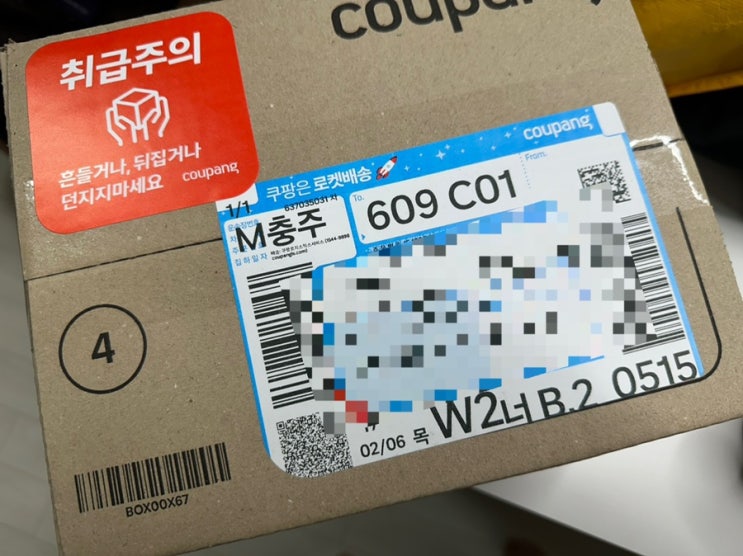 coupang
취급주의
흔들거나, 뒤집거나
던지지마세요 coupang
쿠팡은 로켓배송 coupang
1/1
M충주
To.
609 C01
From.
02/06 목
W2너 B.2 0515
4
BOX00X67